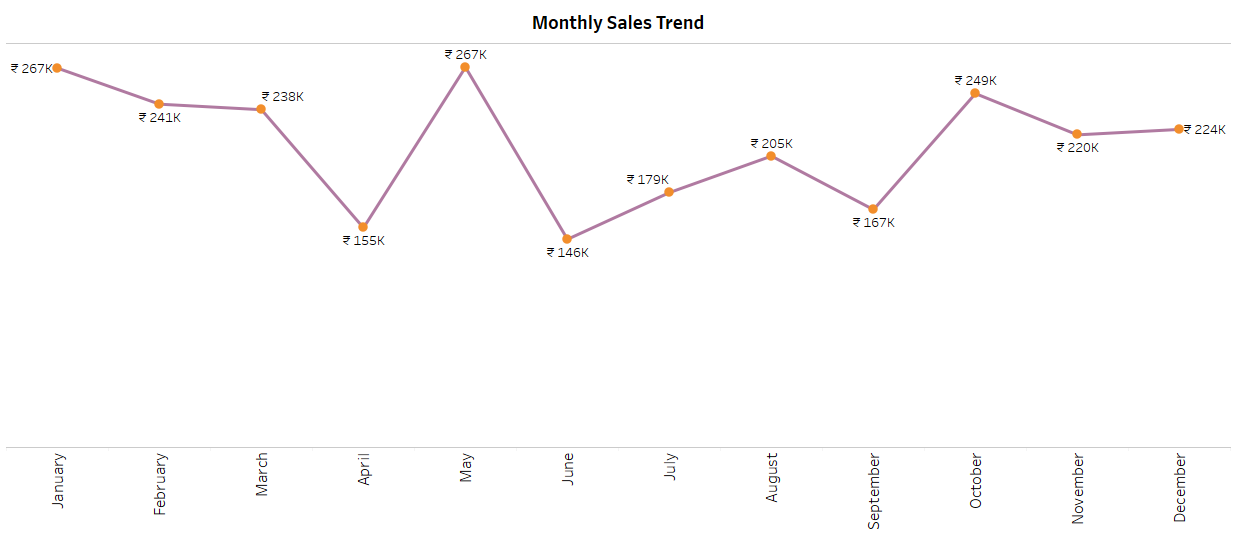 Monthly Sales Trend
₹ 267K
₹ 241K
₹ 238K
₹ 155K
₹ 267K
₹ 146K
₹ 179K
₹ 205K
₹ 167K
₹ 249K
₹ 220K
₹ 224K
January
February
March
April
May
June
July
August
September
October
November
December